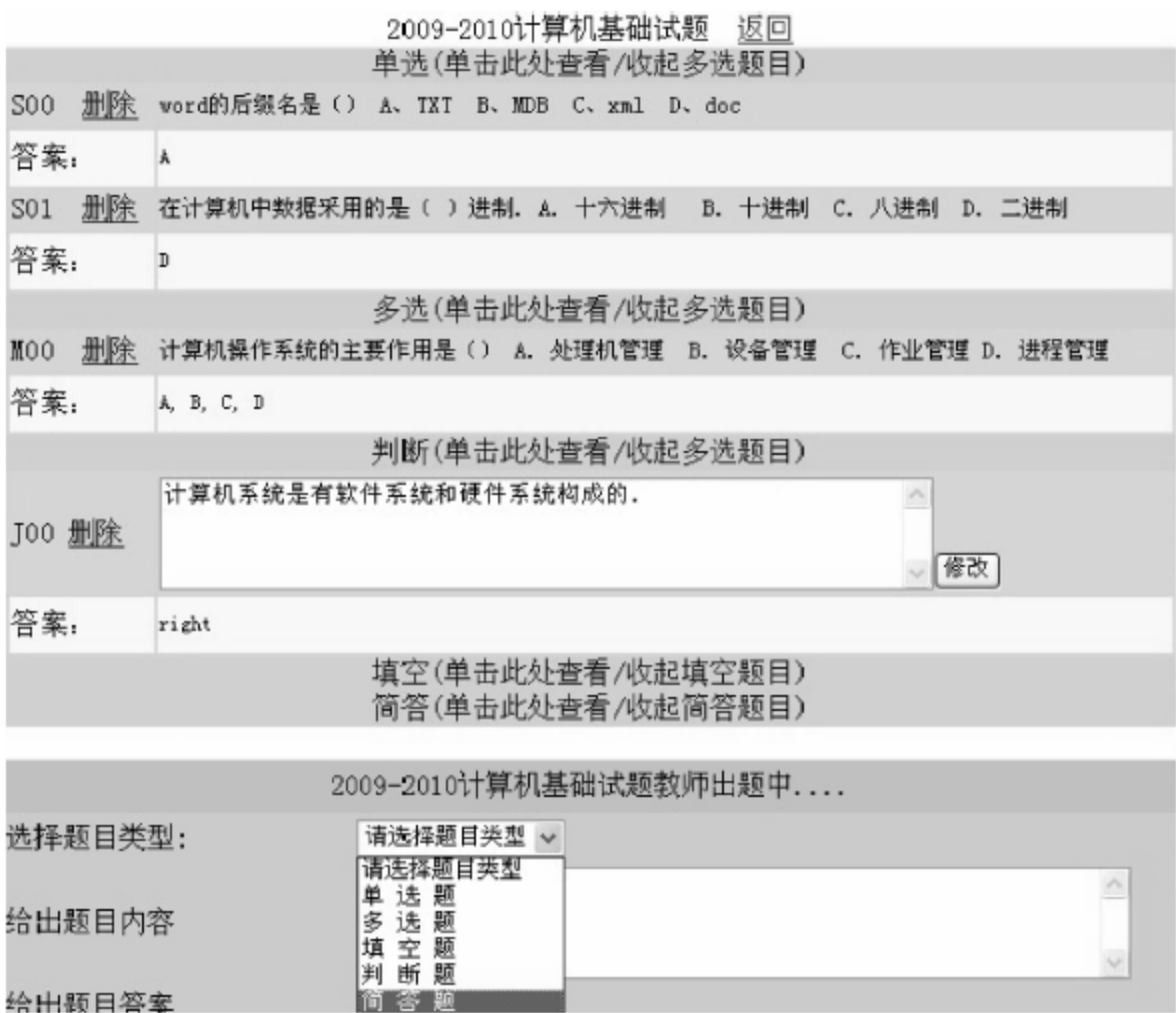 2009-2010计算机基础试题 返回
单选(单击此处查看/收起多选题目)
S00 删除 word的后缀名是（） A、TXT B、MDB C、xml D、doc
答案： A
S01 删除 在计算机中数据采用的是（ ）进制. A. 十六进制 B. 十进制 C. 八进制 D. 二进制
答案： D
多选(单击此处查看/收起多选题目)
M00 删除 计算机操作系统的主要作用是（） A. 处理机管理 B. 设备管理 C. 作业管理 D. 进程管理
答案： A, B, C, D
判断(单击此处查看/收起多选题目)
计算机系统是有软件系统和硬件系统构成的.
J00 删除 修改
答案： right
填空(单击此处查看/收起填空题目)
简答(单击此处查看/收起简答题目)
2009-2010计算机基础试题教师出题中....
选择题目类型: 请选择题目类型
请选择题目类型
单 选 题
给出题目内容 多 选 题
填 空 题
判 断 题
给出题目答案 简 答 题